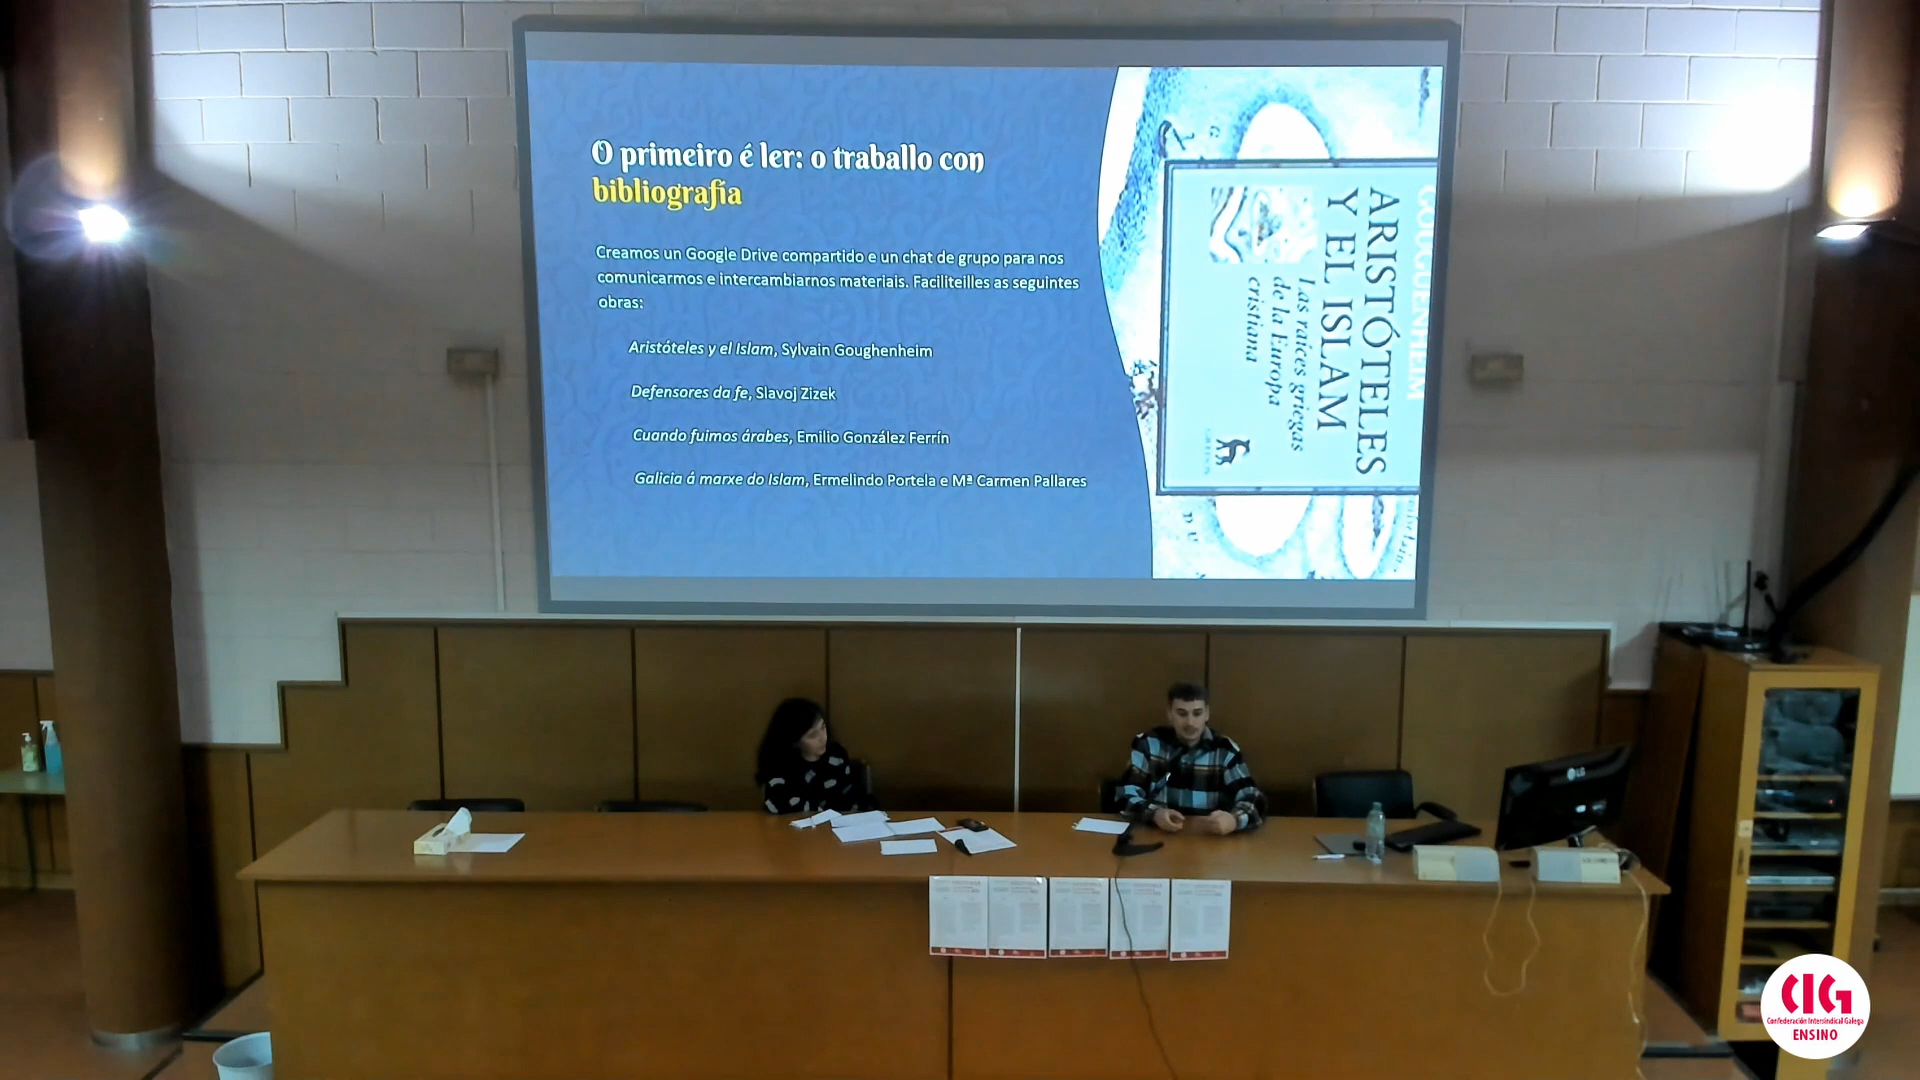 O primeiro é ler: o traballo con
bibliografia
Creamos un Google Drive compartido e un chat de grupo para nos
comunicarmos e intercambiarnos materiais. Faciliteilles as seguintes
obras:
Aristóteles y el Islam, Sylvain Goughenheim
Defensores da fe, Slavoj Zizek
Cuando fuimos árabes, Emilio González Ferrín
Galicia á marxe do Islam, Ermelindo Portela e Mª Carmen Pallares
GOUGUENHEIM
ARISTÓTELES
Y EL ISLAM
Las raíces griegas
de la Europa
cristiana
LG
CIG
Confederación Intersindical Galega
ENSINO